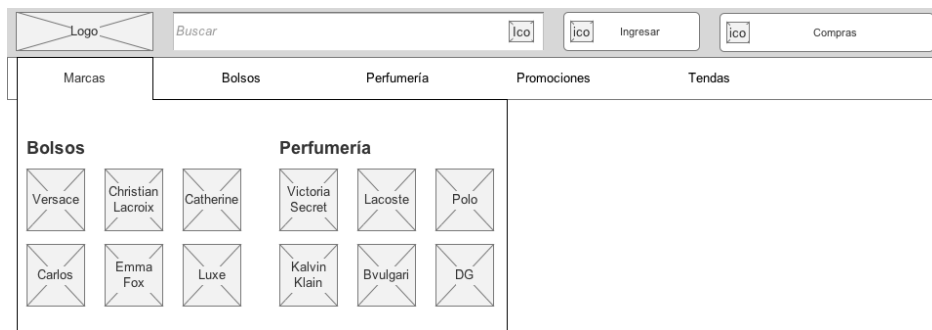 Logo
Buscar
Ico
ico
Ingresar
ico
Compras
Marcas
Bolsos
Perfumería
Promociones
Tendas
Bolsos
Perfumería
Versace
Christian
Lacroix
Catherine
Victoria
Secret
Lacoste
Polo
Carlos
Emma
Fox
Luxe
Kalvin
Klain
Bvulgari
DG